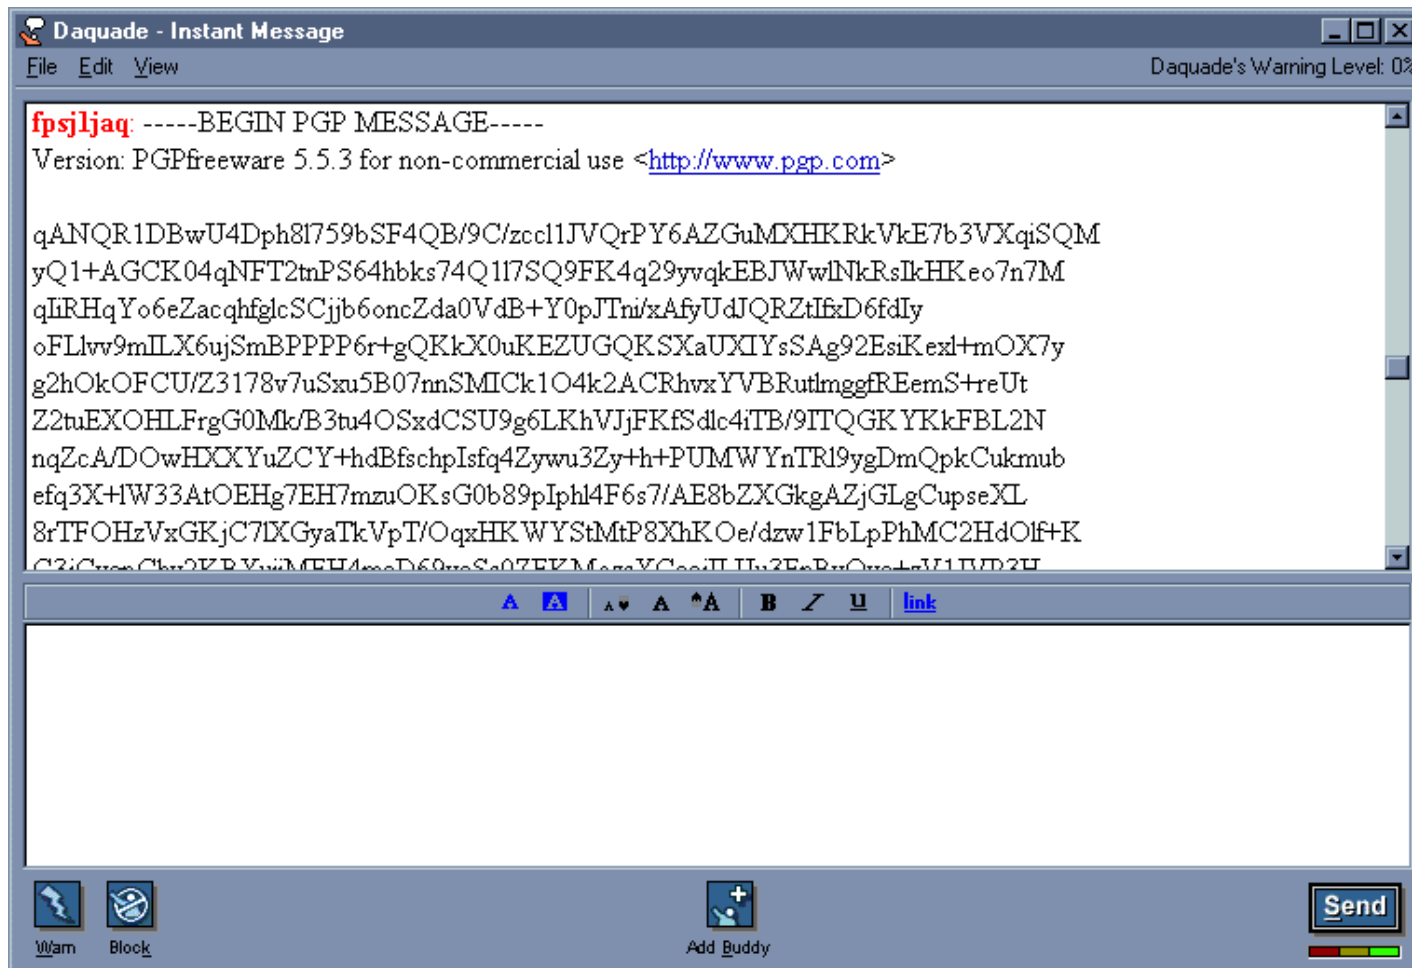 Daquade - Instant Message
File Edit View
Daquade's Warning Level: 0%
fpsjljaq: -----BEGIN PGP MESSAGE-----
Version: PGPfreeware 5.5.3 for non-commercial use <http://www.pgp.com>
qANQR1DBwU4Dph8l759bSF4QB/9C/zccl1JVQrPY6AZGuMXHKRkVkE7b3VXqiSQM
yQ1+AGCK04qNFT2tnPS64hbks74Q1l7SQ9FK4q29yvqkEBJWwlNkRsIkHKeo7n7M
qIiRHqYo6eZacqhfglcSCjjb6oncZda0VdB+Y0pJTni/xAfyUdJQRZtIfxD6fdIy
oFLlvv9mILX6ujSmBPPPP6r+gQKkX0uKEZUGQKSXaUXIYsSAg92EsiKexl+mOX7y
g2hOkOFCU/Z3178v7uSxu5B07nnSMICk1O4k2ACRhvxYVBRutlmggfREemS+reUt
Z2tuEXOHLFrgG0Mk/B3tu4OSxdCSU9g6LKhVJjFKfSdlc4iTB/9ITQGKYKkFBL2N
nqZcA/DOwHXXYuZCY+hdBfschpIsfq4Zywu3Zy+h+PUMWYnTRl9ygDmQpkCukmub
efq3X+lW33AtOEHg7EH7mzuOKsG0b89pIphl4F6s7/AE8bZXGkgAZjGLgCupseXL
8rTFOHzVxGKjC7lXGyaTkVpT/OqxHKWYStMtP8XhKOe/dzw1FbLpPhMC2HdOlf+K
A A A A A B I U link
Warn Block Add Buddy Send